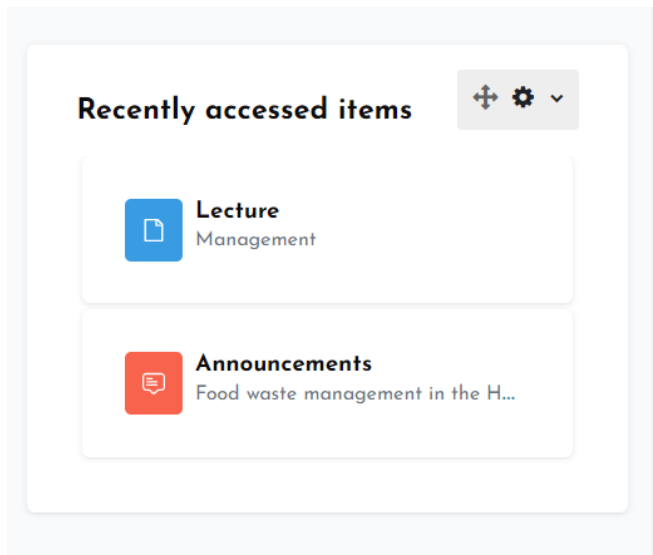 Recently accessed items
Lecture
Management
Announcements
Food waste management in the H...